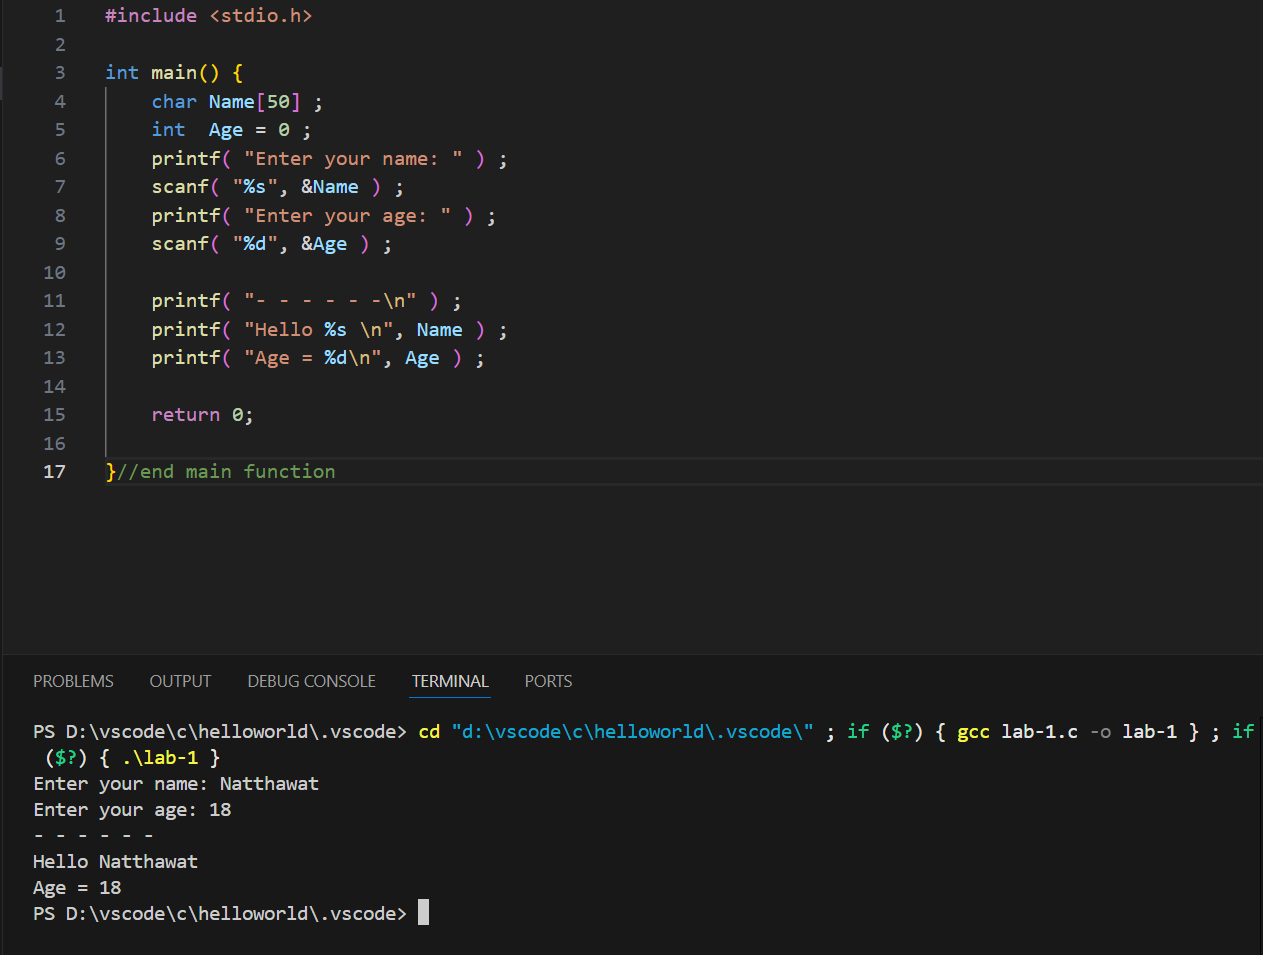 1 #include <stdio.h>
2
3 int main() {
4 char Name[50] ;
5 int  Age = 0 ;
6 printf( "Enter your name: " ) ;
7 scanf( "%s", &Name ) ;
8 printf( "Enter your age: " ) ;
9 scanf( "%d", &Age ) ;
10
11 printf( "- - - - - -\n" ) ;
12 printf( "Hello %s \n", Name ) ;
13 printf( "Age = %d\n", Age ) ;
14
15 return 0;
16
17 }//end main function
PROBLEMS OUTPUT DEBUG CONSOLE TERMINAL PORTS
PS D:\vscode\c\helloworld\.vscode> cd "d:\vscode\c\helloworld\.vscode\" ; if ($?) { gcc lab-1.c -o lab-1 } ; if
($?) { .\lab-1 }
Enter your name: Natthawat
Enter your age: 18
- - - - - -
Hello Natthawat
Age = 18
PS D:\vscode\c\helloworld\.vscode>